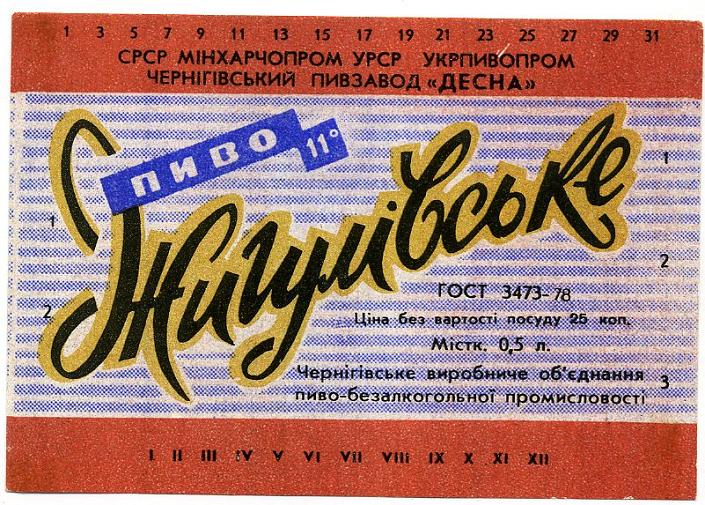 1 3 5 7 9 11 13 15 17 19 21 23 25 27 29 31
СРСР МІНХАРЧОПРОМ УРСР УКРПИВОПРОМ
ЧЕРНІГІВСЬКИЙ ПИВЗАВОД «ДЕСНА»
ПИВО 11°
Жигулівське
1
2
1
2
3
ГОСТ 3473-78
Ціна без вартості посуду 25 коп.
Містк. 0,5 л.
Чернігівське виробниче об'єднання
пиво-безалкогольної промисловості
I II III IV V VI VII VIII IX X XI XII